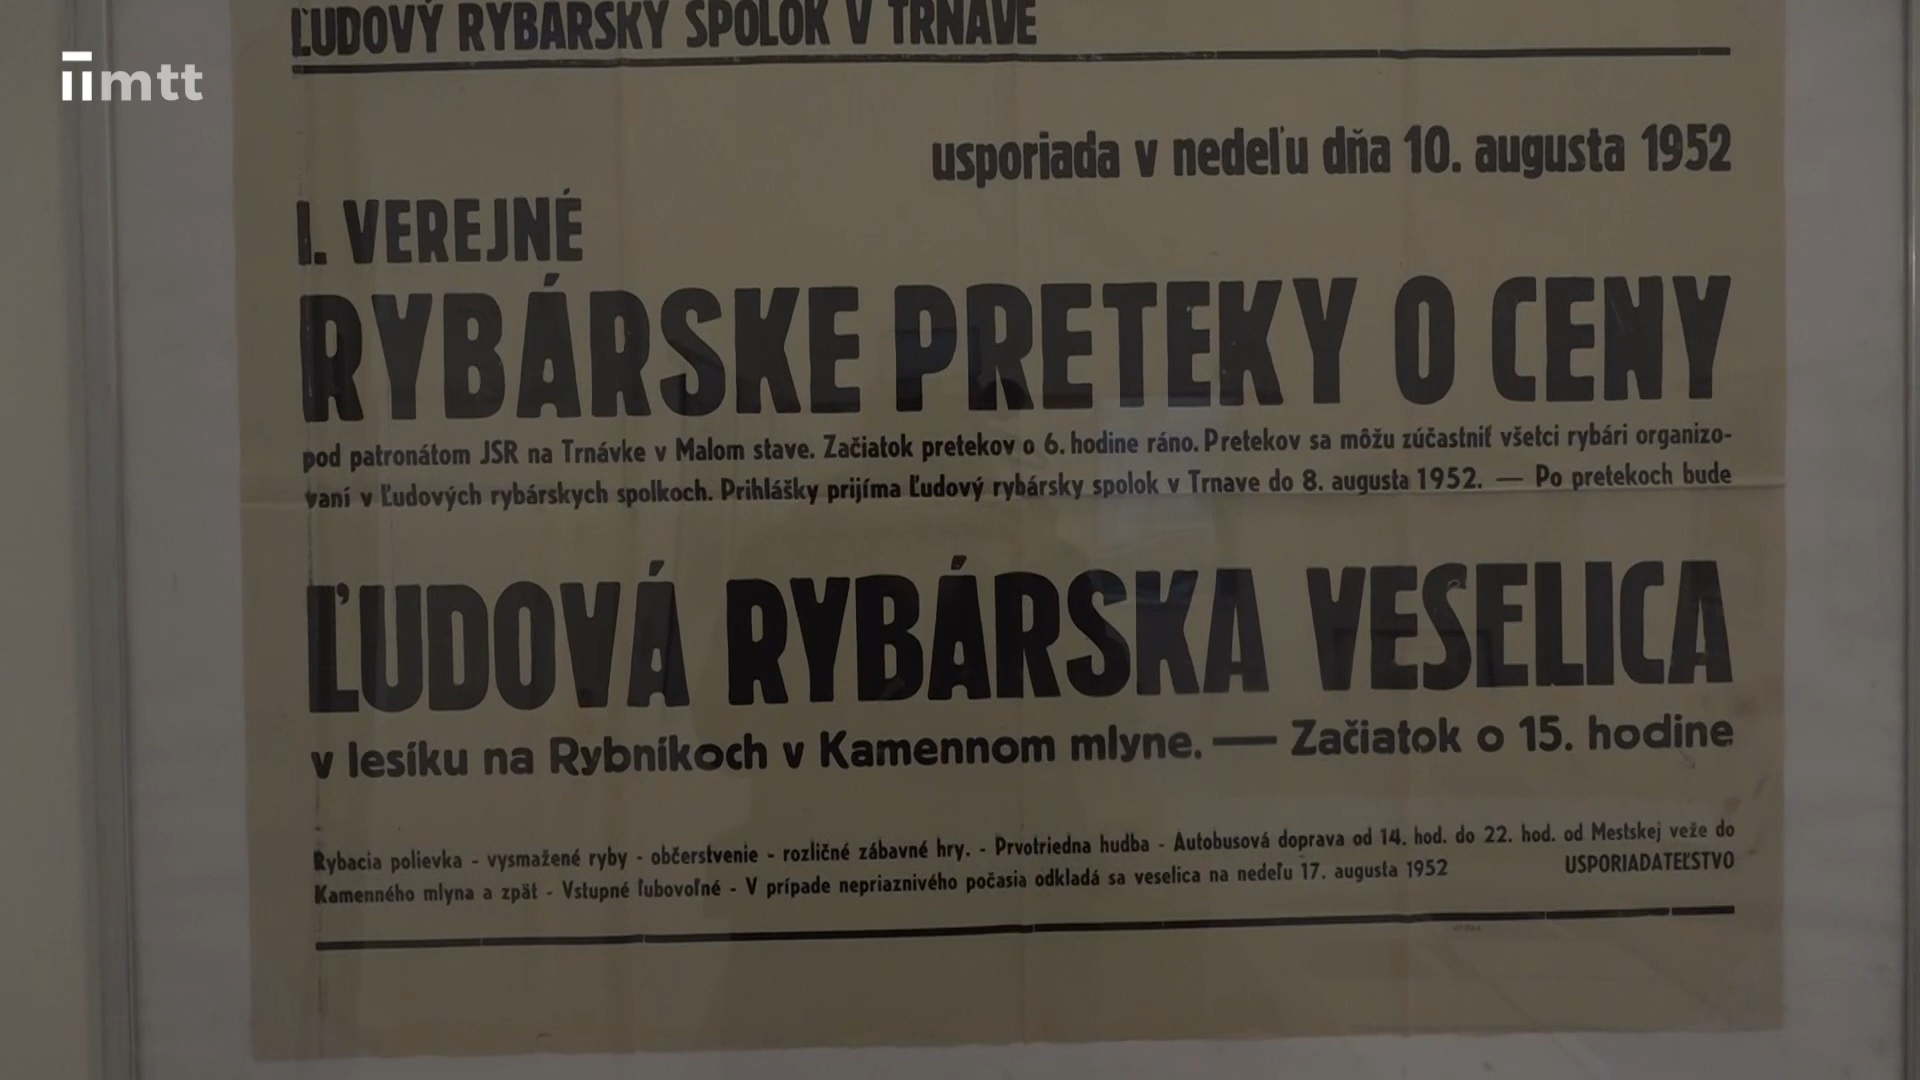 ĽUDOVÝ RYBÁRSKY SPOLOK V TRNAVE
mtt
usporiada v nedeľu dňa 10. augusta 1952
I. VEREJNÉ
RYBÁRSKE PRETEKY O CENY
pod patronátom JSR na Trnávke v Malom stave. Začiatok pretekov o 6. hodine ráno. Pretekov sa môžu zúčastniť všetci rybári organizo-
vaní v Ľudových rybárskych spolkoch. Prihlášky prijíma Ľudový rybársky spolok v Trnave do 8. augusta 1952. — Po pretekoch bude
ĽUDOVÁ RYBÁRSKA VESELICA
v lesíku na Rybníkoch v Kamennom mlyne. — Začiatok o 15. hodine
Rybacia polievka - vysmažené ryby - občerstvenie - rozličné zábavné hry. - Prvotriedna hudba - Autobusová doprava od 14. hod. do 22. hod. od Mestskej veže do
Kamenného mlyna a zpät - Vstupné ľubovoľné - V prípade nepriaznivého počasia odkladá sa veselica na nedeľu 17. augusta 1952 USPORIADATEĽSTVO